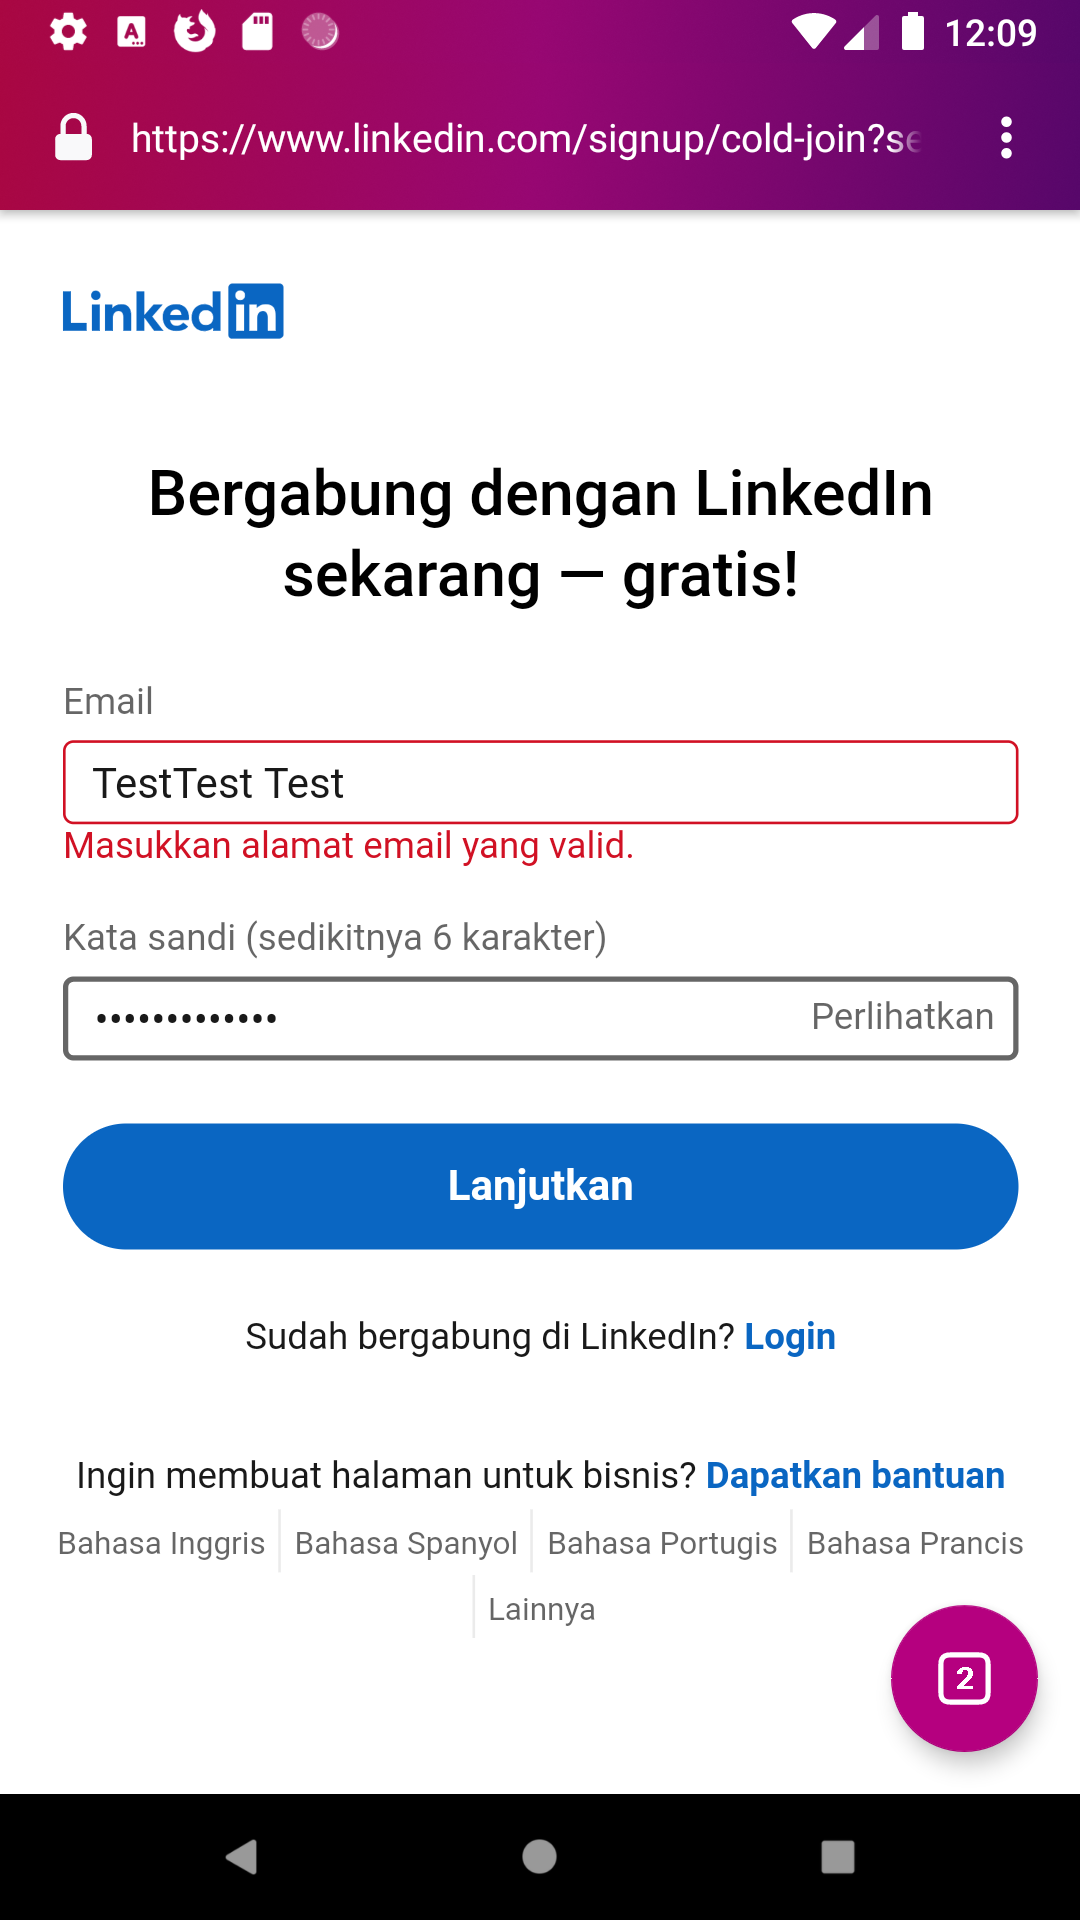 12:09
https://www.linkedin.com/signup/cold-join?se
Linked in
Bergabung dengan LinkedIn
sekarang — gratis!
Email
TestTest Test
Masukkan alamat email yang valid.
Kata sandi (sedikitnya 6 karakter)
•••••••••••••
Perlihatkan
Lanjutkan
Sudah bergabung di LinkedIn? Login
Ingin membuat halaman untuk bisnis? Dapatkan bantuan
Bahasa Inggris Bahasa Spanyol Bahasa Portugis Bahasa Prancis
Lainnya
2